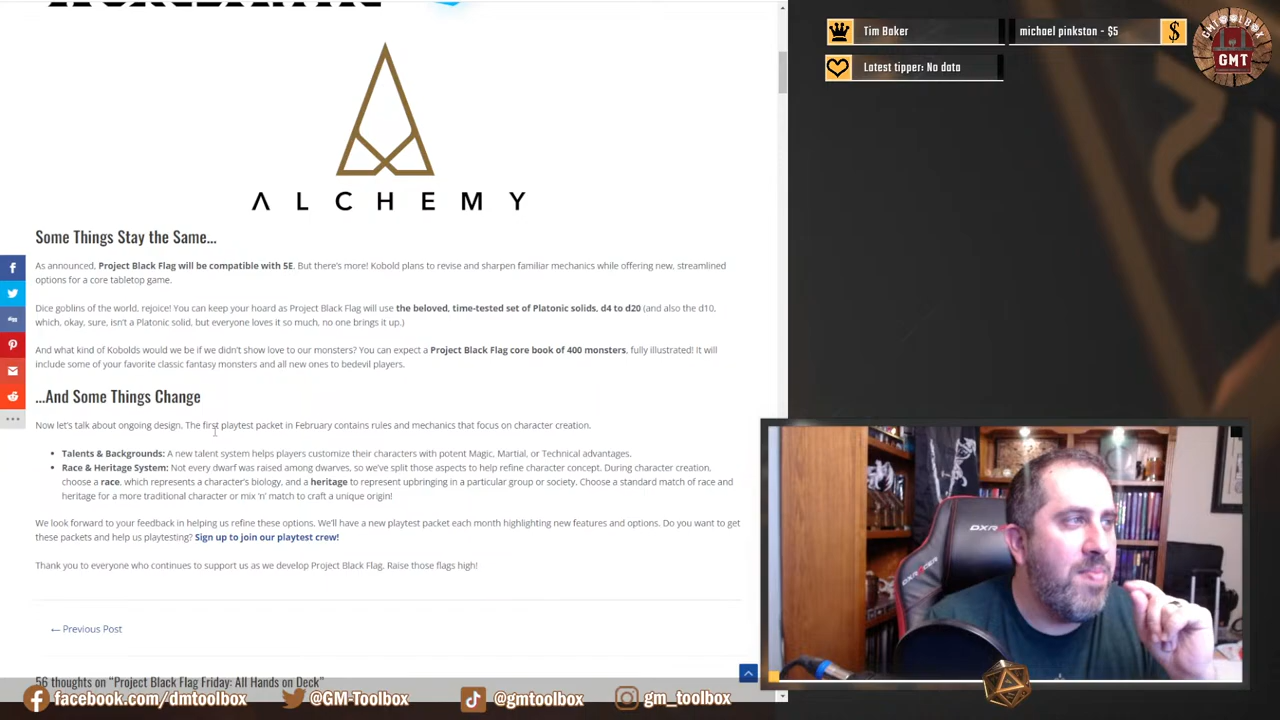 ALCHEMY
Some Things Stay the Same...
As announced, Project Black Flag will be compatible with 5E. But there's more! Kobold plans to revise and sharpen familiar mechanics while offering new, streamlined
options for a core tabletop game.
Dice goblins of the world, rejoice! You can keep your hoard as Project Black Flag will use the beloved, time-tested set of Platonic solids, d4 to d20 (and also the d10,
which, okay, sure, isn't a Platonic solid, but everyone loves it so much, no one brings it up.)
And what kind of Kobolds would we be if we didn't show love to our monsters? You can expect a Project Black Flag core book of 400 monsters, fully illustrated! It will
include some of your favorite classic fantasy monsters and all new ones to bedevil players.
...And Some Things Change
Now let's talk about ongoing design. The first playtest packet in February contains rules and mechanics that focus on character creation.
• Talents & Backgrounds: A new talent system helps players customize their characters with potent Magic, Martial, or Technical advantages.
• Race & Heritage System: Not every dwarf was raised among dwarves, so we've split those aspects to help refine character concept. During character creation,
choose a race, which represents a character's biology, and a heritage to represent upbringing in a particular group or society. Choose a standard match of race and
heritage for a more traditional character or mix 'n' match to craft a unique origin!
We look forward to your feedback in helping us refine these options. We'll have a new playtest packet each month highlighting new features and options. Do you want to get
these packets and help us playtesting? Sign up to join our playtest crew!
Thank you to everyone who continues to support us as we develop Project Black Flag. Raise those flags high!
← Previous Post
56 thoughts on "Project Black Flag Friday: All Hands on Deck"
facebook.com/dmtoolbox
@GM-Toolbox
@gmtoolbox
gm_toolbox
Tim Baker
michael pinkston - $5
Latest tipper: No data
GMTOOLBOX
GMT
DXRACER